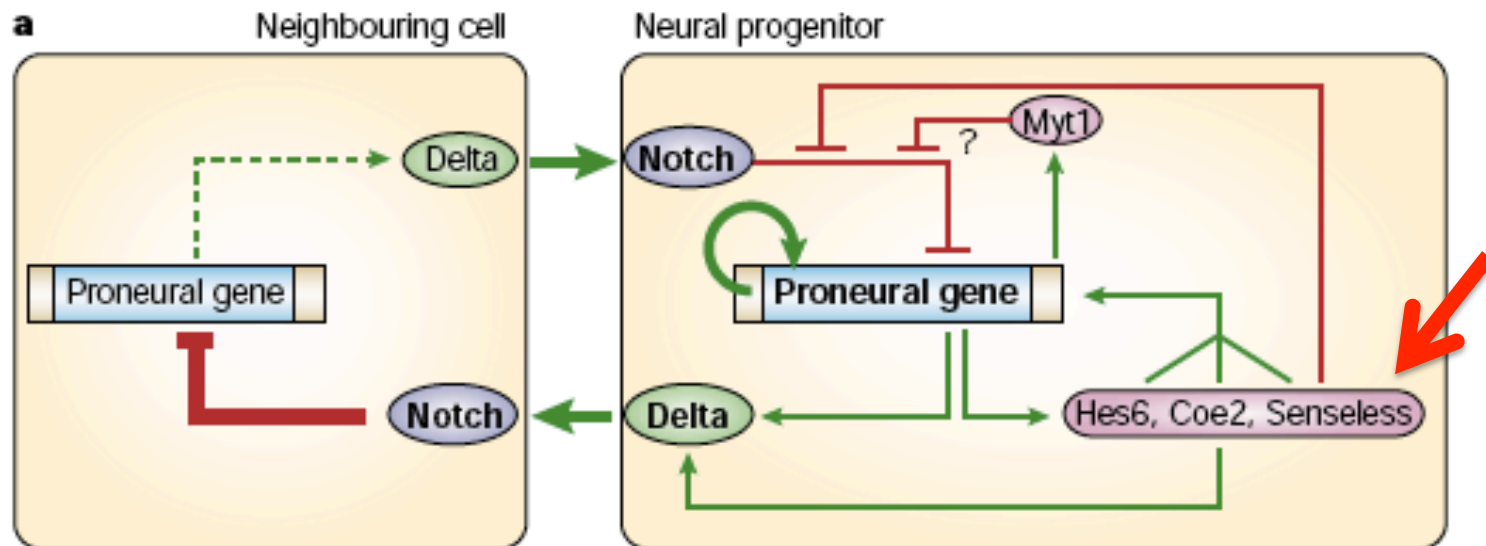 a Neighbouring cell Neural progenitor
Delta Notch Myt1
?
Proneural gene Proneural gene
Notch Delta Hes6, Coe2, Senseless